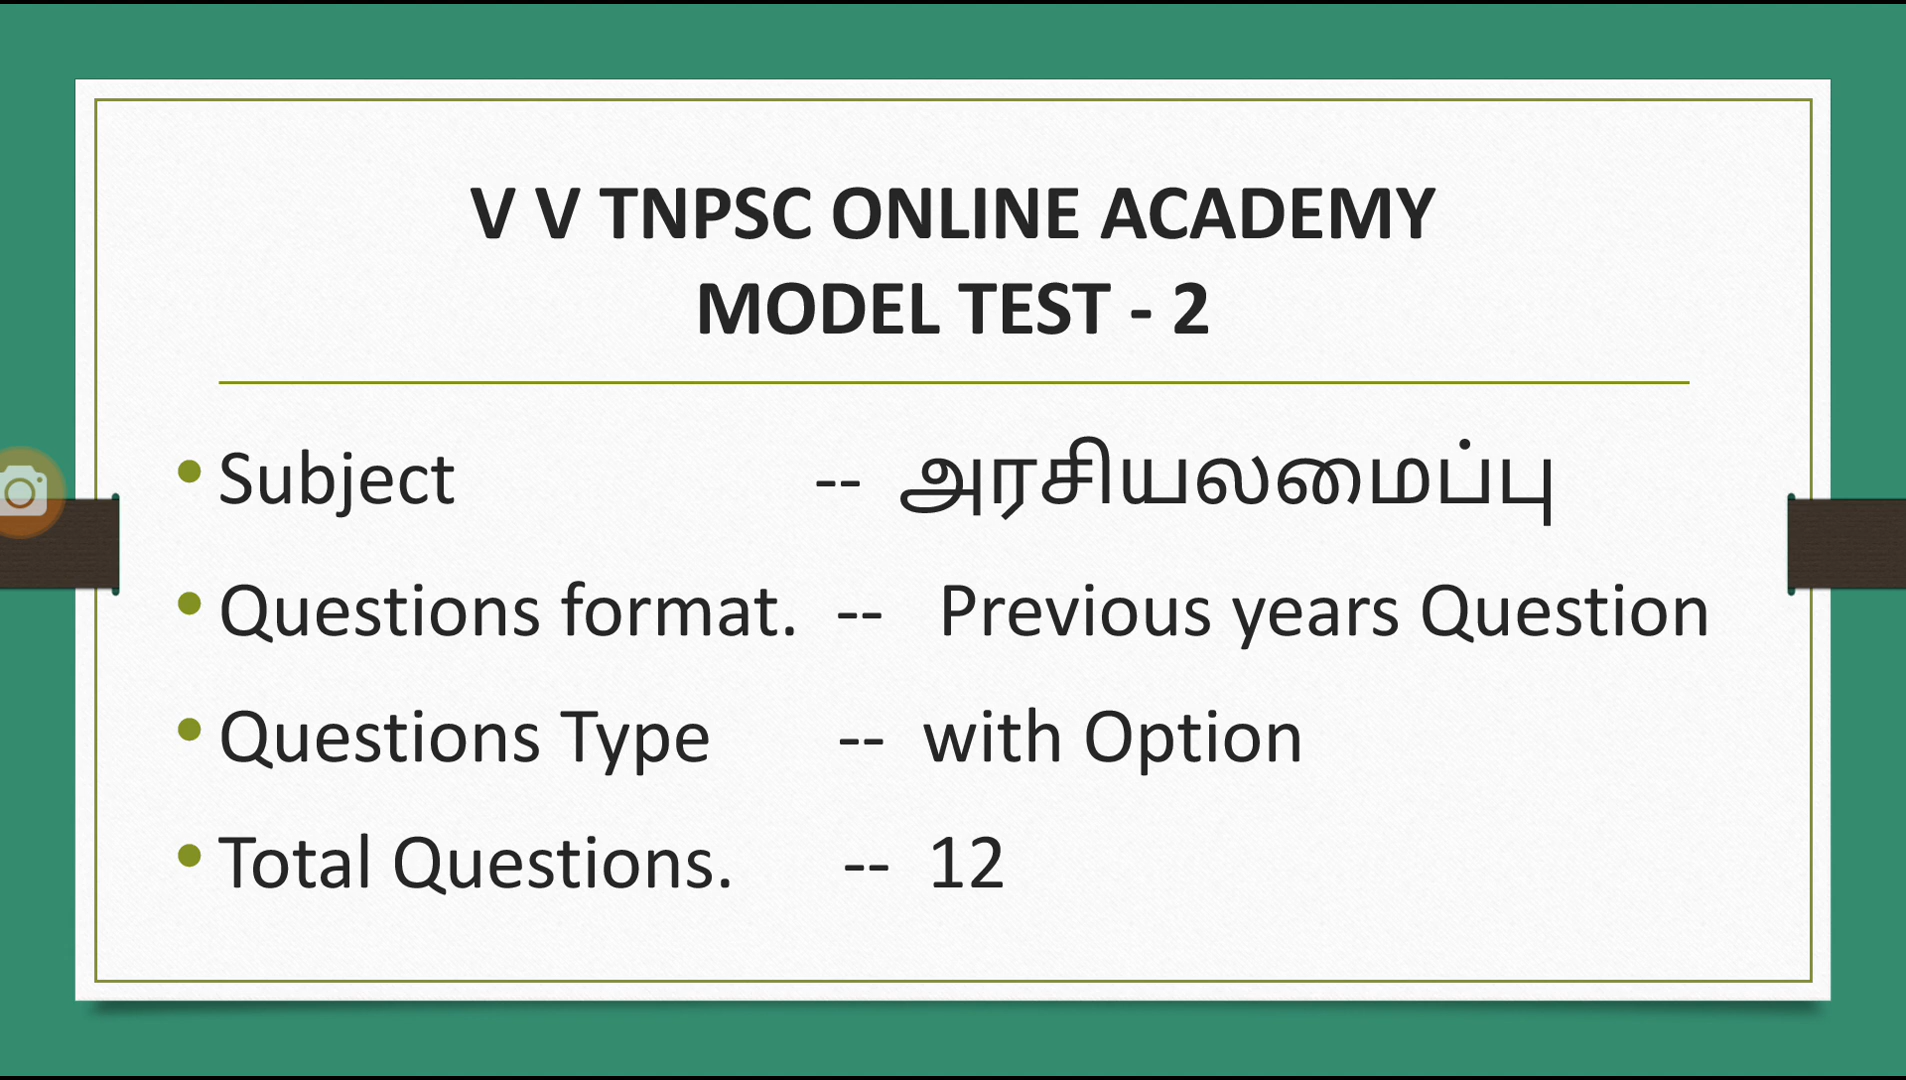 V V TNPSC ONLINE ACADEMY
MODEL TEST - 2
• Subject -- அரசியலமைப்பு
• Questions format. -- Previous years Question
• Questions Type -- with Option
• Total Questions. -- 12